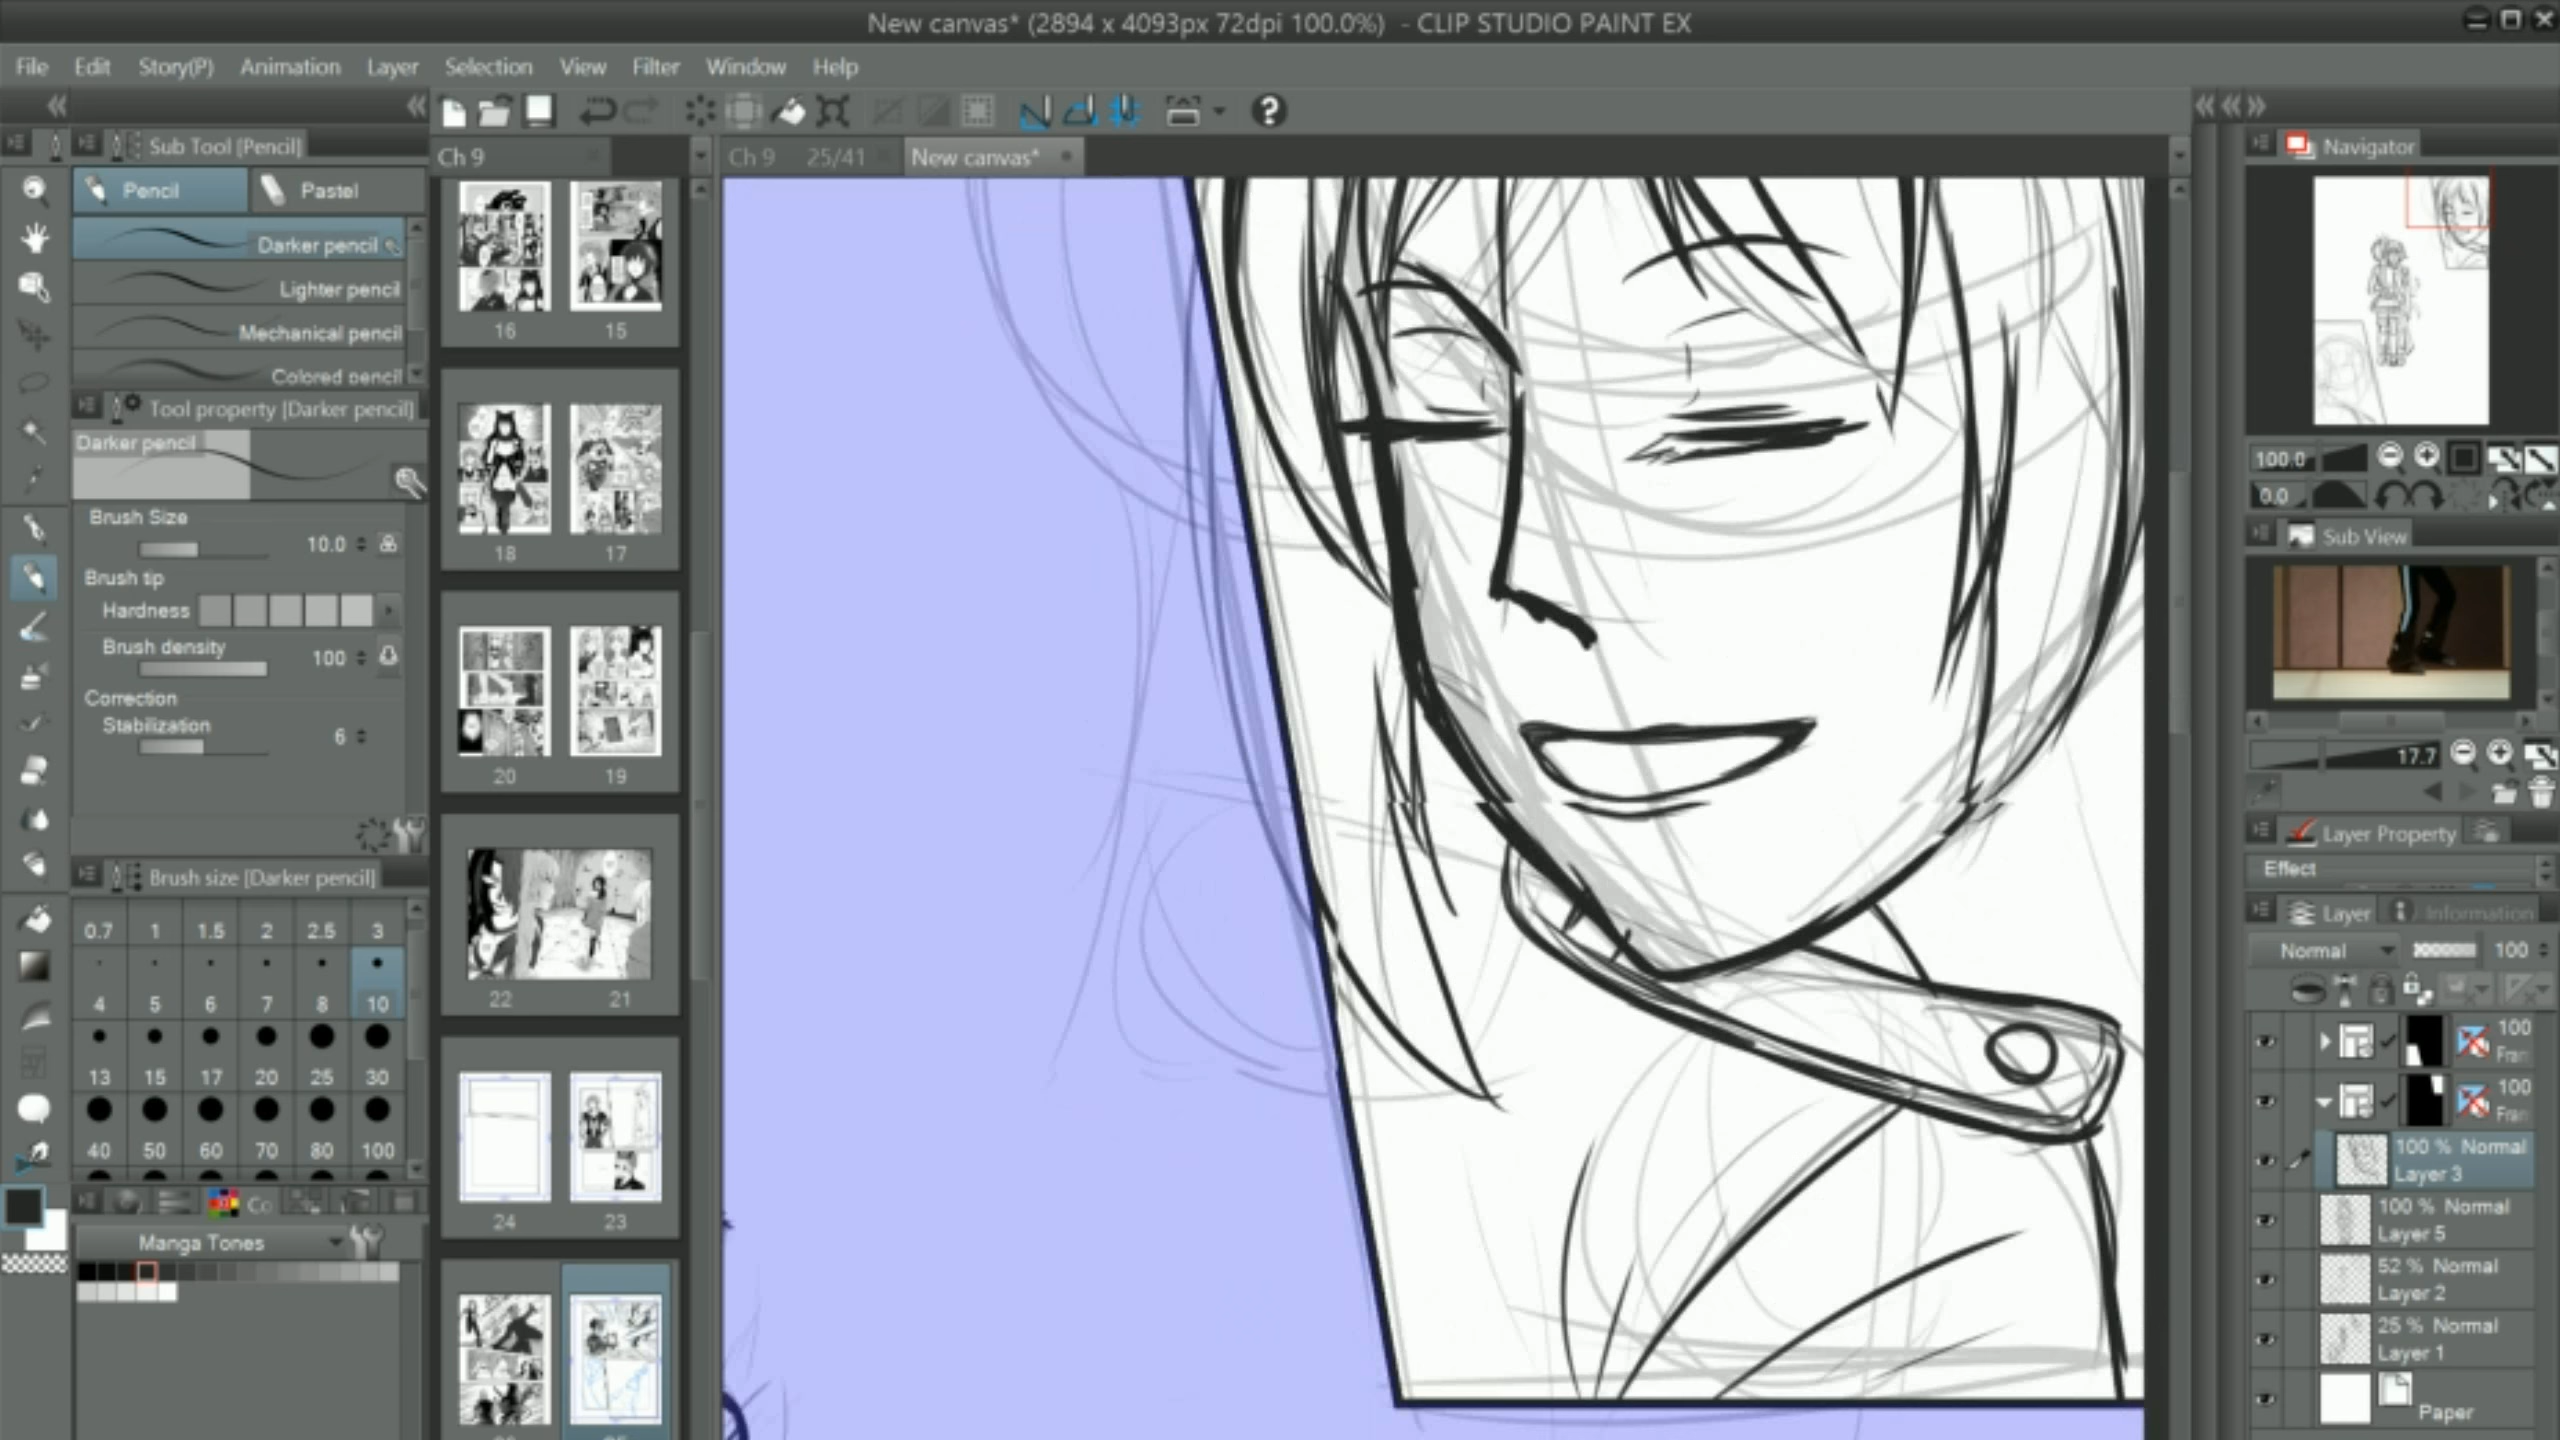 New canvas* (2894 x 4093px 72dpi 100.0%) - CLIP STUDIO PAINT EX
File Edit Story(P) Animation Layer Selection View Filter Window Help
Sub Tool [Pencil]
Pencil Pastel
Darker pencil
Lighter pencil
Mechanical pencil
Colored pencil
Tool property [Darker pencil]
Darker pencil
Brush Size
10.0
Brush tip
Hardness
Brush density
100
Correction
Stabilization
6
Brush size [Darker pencil]
0.7 1 1.5 2 2.5 3
4 5 6 7 8 10
13 15 17 20 25 30
40 50 60 70 80 100
Co
Manga Tones
Ch 9
16 15
18 17
20 19
22 21
24 23
Ch 9 25/41 New canvas*
Navigator
100.0
0.0
Sub View
17.7
Layer Property
Effect
Layer Information
Normal 100
100
Fran
100
Fran
100 % Normal
Layer 3
100 % Normal
Layer 5
52 % Normal
Layer 2
25 % Normal
Layer 1
Paper